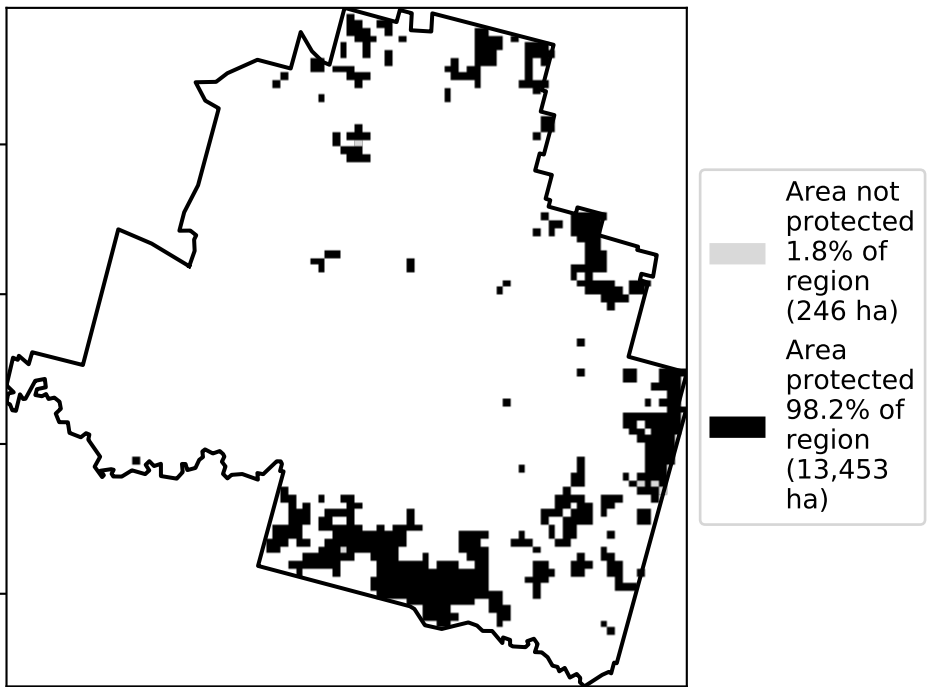 Area not
protected
1.8% of
region
(246 ha)
Area
protected
98.2% of
region
(13,453
ha)